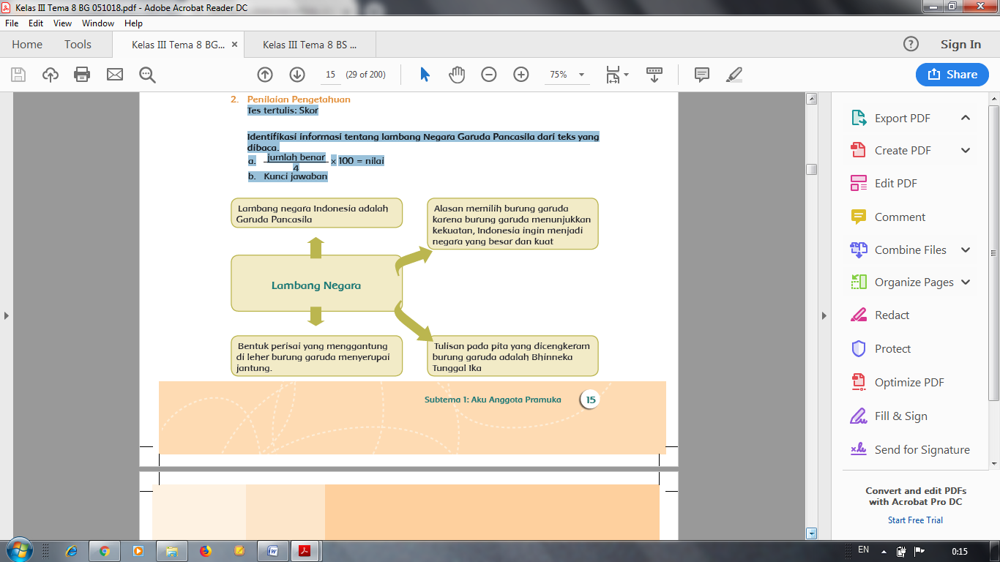 Kelas III Tema 8 BG 051018.pdf - Adobe Acrobat Reader DC
File Edit View Window Help
Home Tools Kelas III Tema 8 BG... × Kelas III Tema 8 BS ... Sign In
15 (29 of 200) 75% Share
2. Penilaian Pengetahuan
Tes tertulis: Skor
Identifikasi informasi tentang lambang Negara Garuda Pancasila dari teks yang
dibaca.
a. jumlah benar
4
× 100 = nilai
b. Kunci jawaban
Lambang negara Indonesia adalah
Garuda Pancasila
Alasan memilih burung garuda
karena burung garuda menunjukkan
kekuatan, Indonesia ingin menjadi
negara yang besar dan kuat
Lambang Negara
Bentuk perisai yang menggantung
di leher burung garuda menyerupai
jantung.
Tulisan pada pita yang dicengkeram
burung garuda adalah Bhinneka
Tunggal Ika
Subtema 1: Aku Anggota Pramuka 15
Export PDF
Create PDF
Edit PDF
Comment
Combine Files
Organize Pages
Redact
Protect
Optimize PDF
Fill & Sign
Send for Signature
Convert and edit PDFs
with Acrobat Pro DC
Start Free Trial
EN 0:15